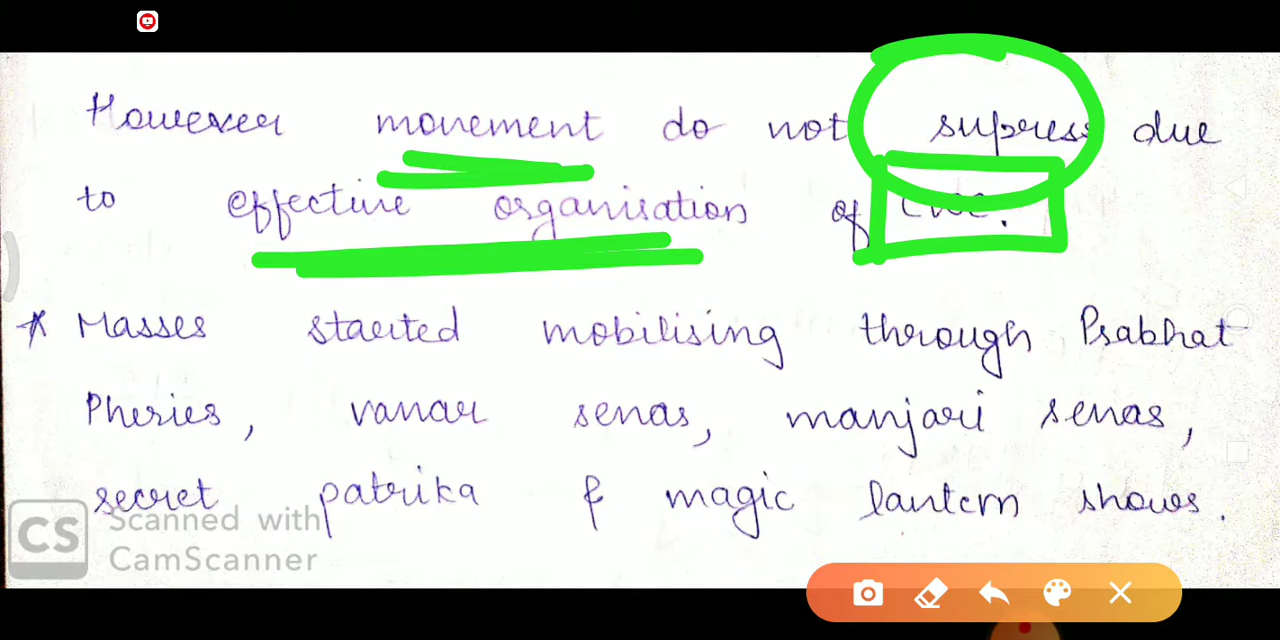 However movement do not supress due
to effective organisation of
* Masses started mobilising through Prabhat
Pheries, vanar senas, manjari senas,
secret patrika & magic lantern shows.
CS Scanned with
CamScanner